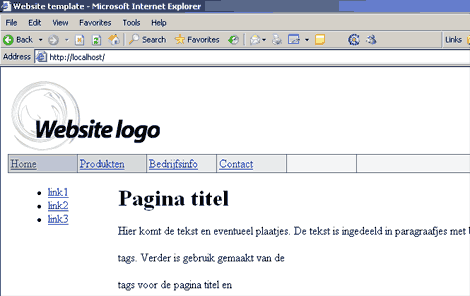 Website template - Microsoft Internet Explorer
File Edit View Favorites Tools Help
Back Search Favorites Links
Address http://localhost/
Website logo
Home Produkten Bedrijfsinfo Contact
link1
link2
link3
Pagina titel
Hier komt de tekst en eventueel plaatjes. De tekst is ingedeeld in paragraafjes met
tags. Verder is gebruik gemaakt van de
tags voor de pagina titel en